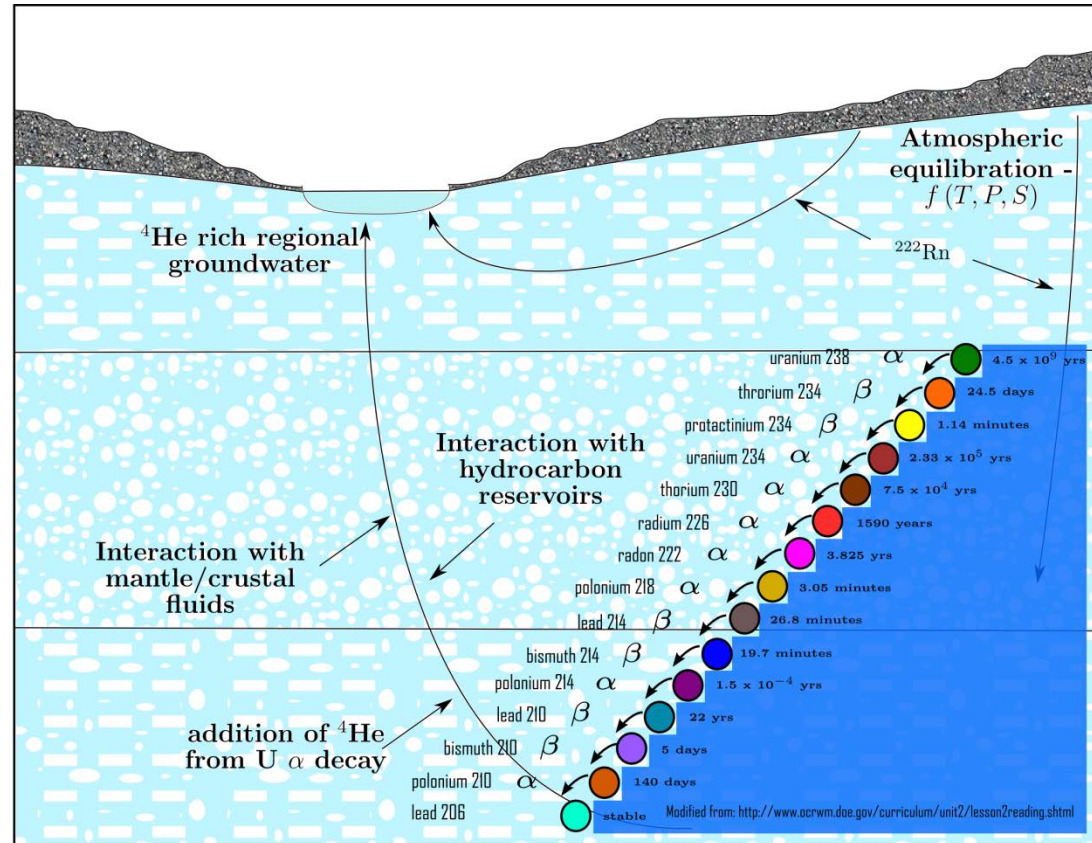 Atmospheric
equilibration -
f (T, P, S)
⁴He rich regional
groundwater
²²²Rn
uranium 238 α 4.5 x 10⁹ yrs
throrium 234 β 24.5 days
protactinium 234 β 1.14 minutes
uranium 234 α 2.33 x 10⁵ yrs
thorium 230 α 7.5 x 10⁴ yrs
radium 226 α 1590 years
radon 222 α 3.825 yrs
polonium 218 α 3.05 minutes
lead 214 β 26.8 minutes
bismuth 214 β 19.7 minutes
polonium 214 α 1.5 x 10⁻⁴ yrs
lead 210 β 22 yrs
bismuth 210 β 5 days
polonium 210 α 140 days
lead 206 stable
Interaction with
hydrocarbon
reservoirs
Interaction with
mantle/crustal
fluids
addition of ⁴He
from U α decay
Modified from: http://www.ocrwm.doe.gov/curriculum/unit2/lesson2reading.shtml